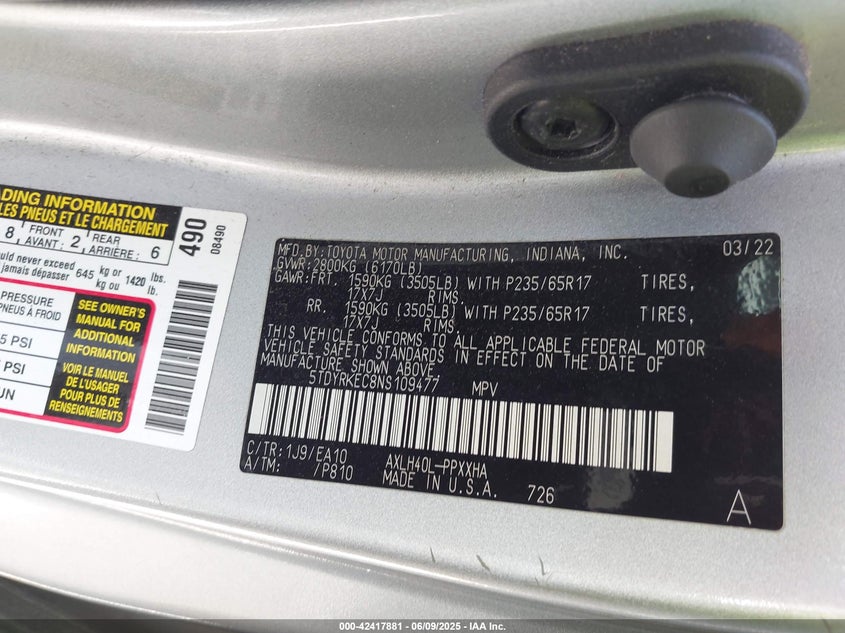 ADING INFORMATION
LES PNEUS ET LE CHARGEMENT
8 FRONT AVANT: 2 REAR ARRIÈRE: 6
uld never exceed
jamais dépasser 645 kg or kg ou 1420 lbs. lb.
PRESSURE
PNEUS À FROID
5 PSI
PSI
UN
SEE OWNER'S
MANUAL FOR
ADDITIONAL
INFORMATION
VOIR LE MANUEL
DE L'USAGER
POUR PLUS DE
RENSEIGNEMENTS
490
08490
MFD.BY:TOYOTA MOTOR MANUFACTURING, INDIANA, INC. 03/22
GVWR:2800KG (6170LB)
GAWR:FRT. 1590KG (3505LB) WITH P235/65R17 TIRES,
17X7J RIMS.
RR. 1590KG (3505LB) WITH P235/65R17 TIRES,
17X7J RIMS.
THIS VEHICLE CONFORMS TO ALL APPLICABLE FEDERAL MOTOR
VEHICLE SAFETY STANDARDS IN EFFECT ON THE DATE OF
MANUFACTURE SHOWN ABOVE.
5TDYRKEC8NS109477 MPV
C/TR:1J9/EA10 AXLH40L-PPXXHA
A/TM: /P810 MADE IN U.S.A. 726
A
000-42417881 - 06/09/2025 - IAA Inc.